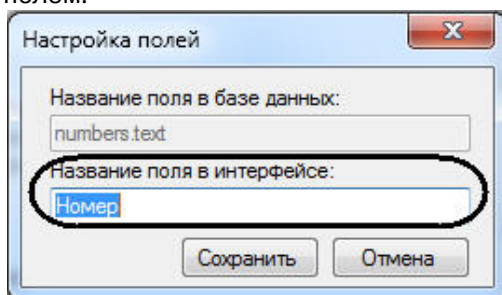 полем.
Настройка полей
Название поля в базе данных:
numbers.text
Название поля в интерфейсе:
Номер
Сохранить Отмена